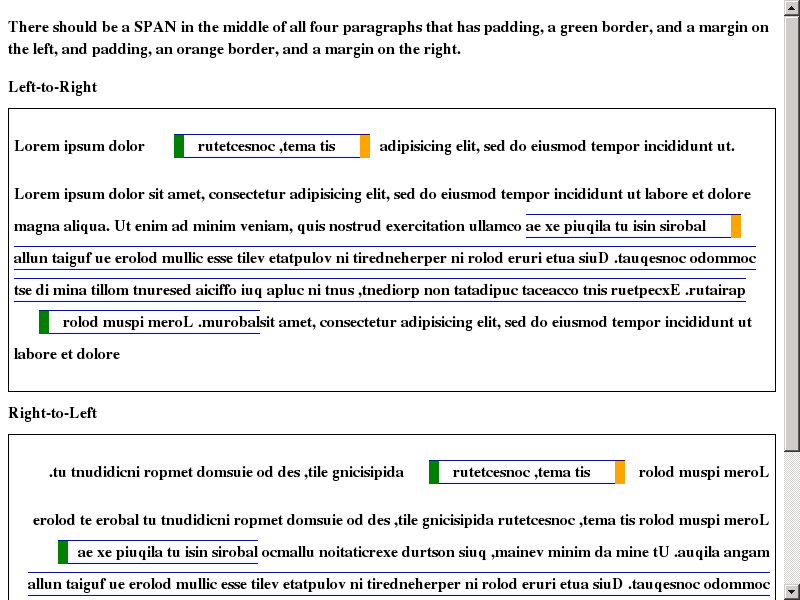 There should be a SPAN in the middle of all four paragraphs that has padding, a green border, and a margin on
the left, and padding, an orange border, and a margin on the right.
Left-to-Right
Lorem ipsum dolor rutetcesnoc ,tema tis adipisicing elit, sed do eiusmod tempor incididunt ut.
Lorem ipsum dolor sit amet, consectetur adipisicing elit, sed do eiusmod tempor incididunt ut labore et dolore
magna aliqua. Ut enim ad minim veniam, quis nostrud exercitation ullamco ae xe piuqila tu isin sirobal
allun taiguf ue erolod mullic esse tilev etatpulov ni tiredneherper ni rolod eruri etua siuD .tauqesnoc odommoc
tse di mina tillom tnuresed aiciffo iuq apluc ni tnus ,tnediorp non tatadipuc taceacco tnis ruetpecxE .rutairap
rolod muspi meroL .murobalsit amet, consectetur adipisicing elit, sed do eiusmod tempor incididunt ut
labore et dolore
Right-to-Left
.tu tnudidicni ropmet domsuie od des ,tile gnicisipida rutetcesnoc ,tema tis rolod muspi meroL
erolod te erobal tu tnudidicni ropmet domsuie od des ,tile gnicisipida rutetcesnoc ,tema tis rolod muspi meroL
ae xe piuqila tu isin sirobal ocmallu noitaticrexe durtson siuq ,mainev minim da mine tU .auqila angam
allun taiguf ue erolod mullic esse tilev etatpulov ni tiredneherper ni rolod eruri etua siuD .tauqesnoc odommoc